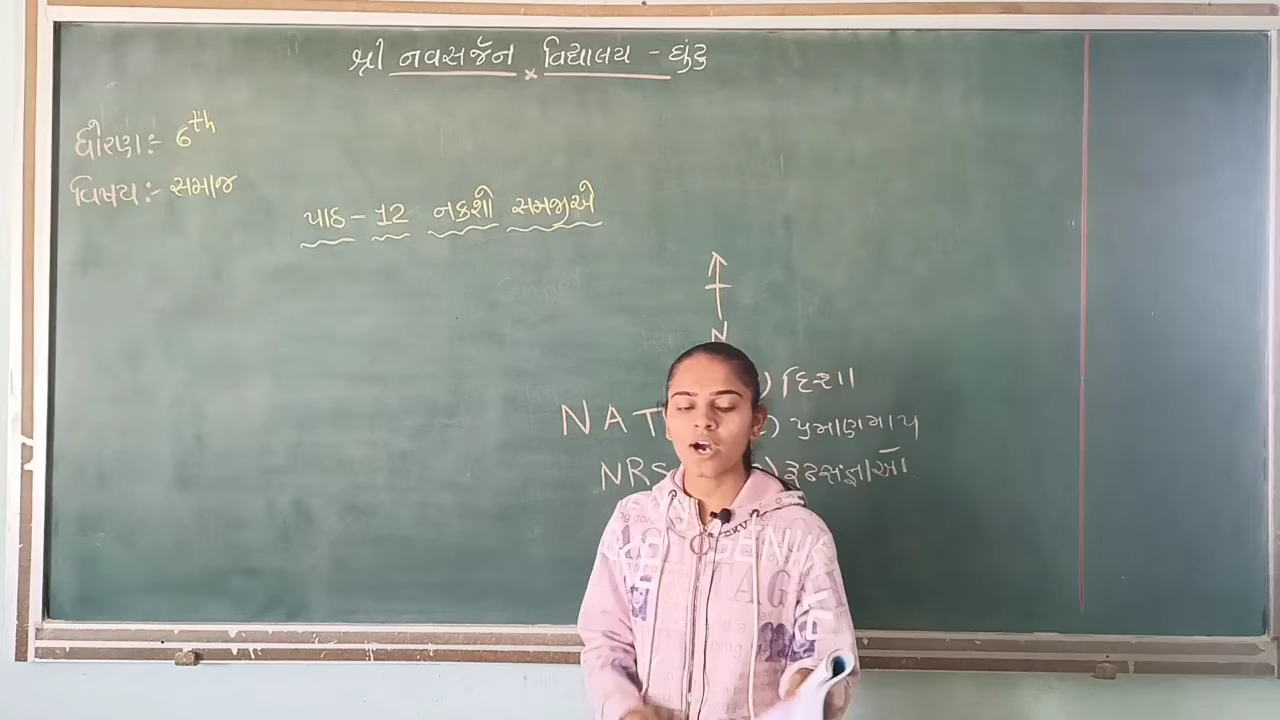 શ્રી નવસર્જન વિદ્યાલય - ઘુંટુ
ધોરણ :- 6th
વિષય :- સમાજ
પાઠ - 12 નકશો સમજીએ
N
) દિશા
NAT
) પ્રમાણમાપ
NRS
) રૂઢસંજ્ઞાઓ